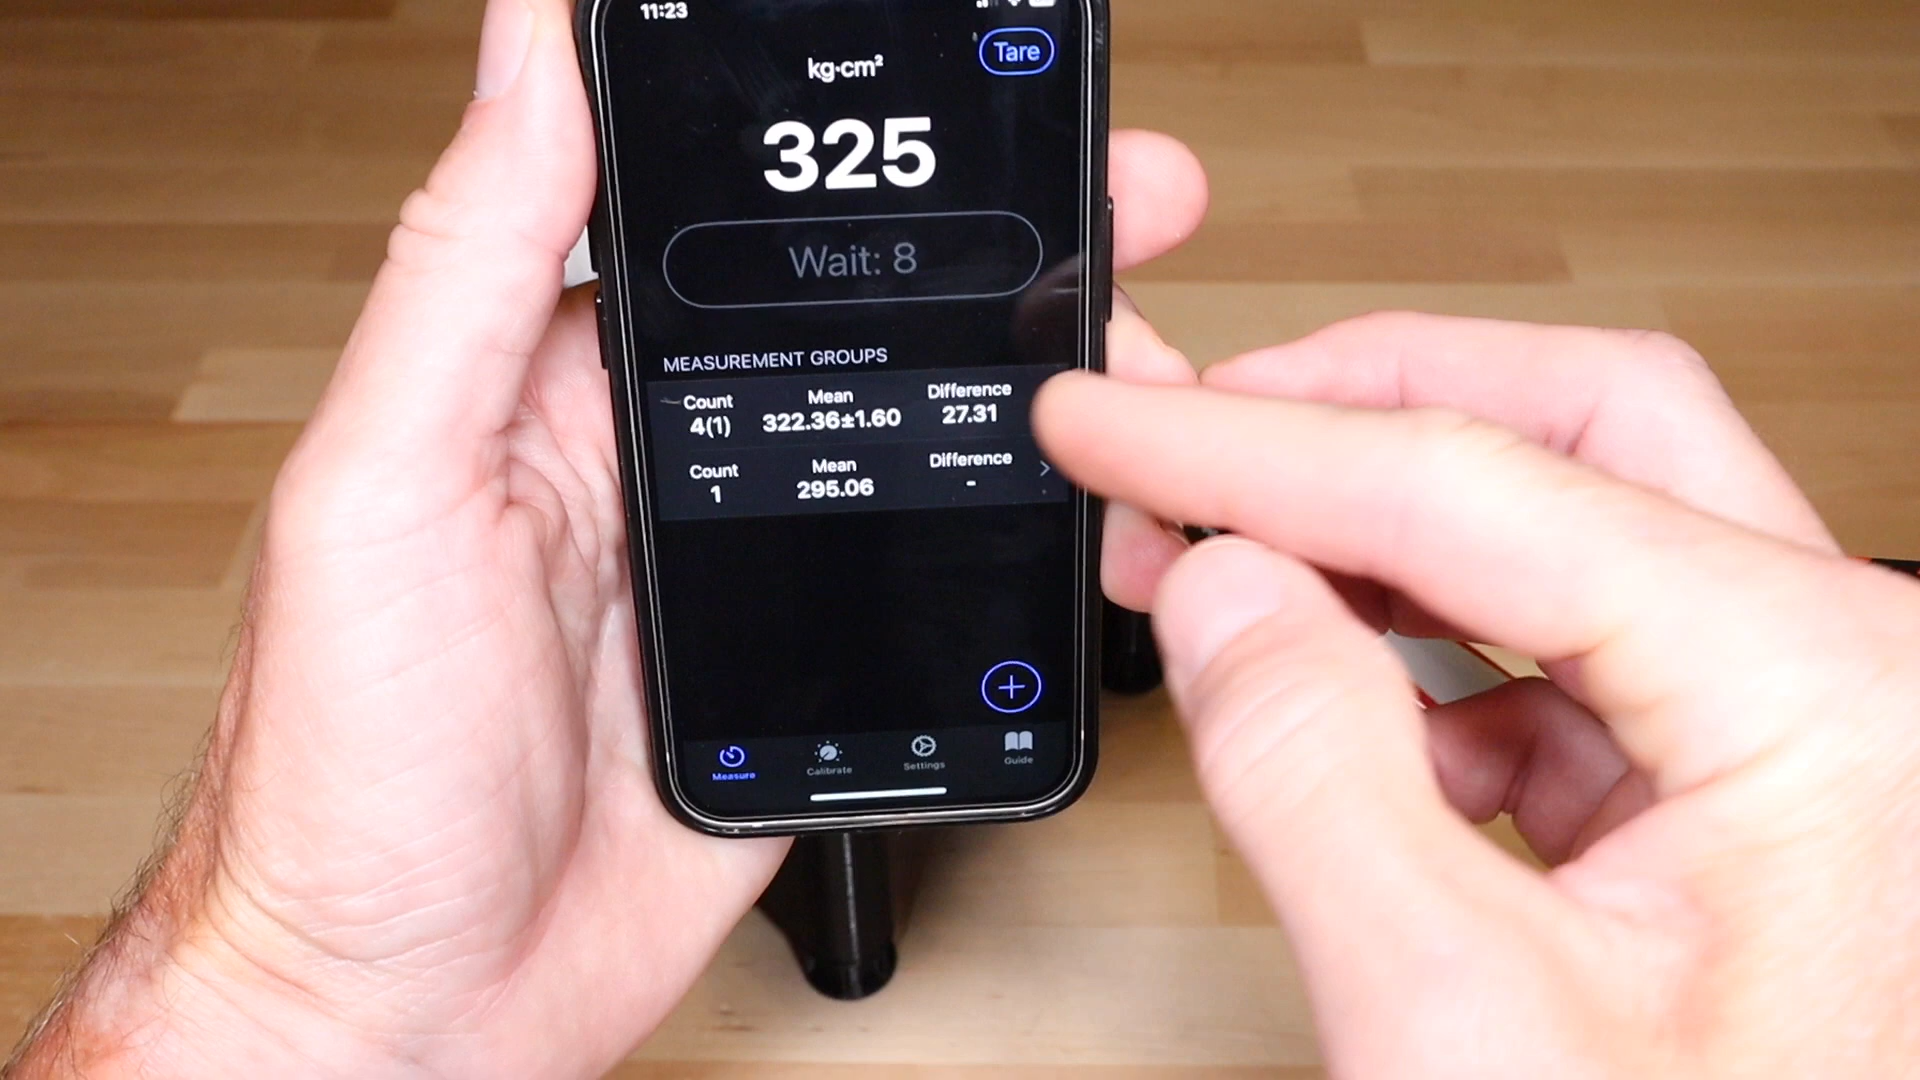 11:23
Tare
kg·cm²
325
Wait: 8
MEASUREMENT GROUPS
Count Mean Difference
4(1) 322.36±1.60 27.31
Count Mean Difference
1 295.06 -
Measure Calibrate Settings Guide